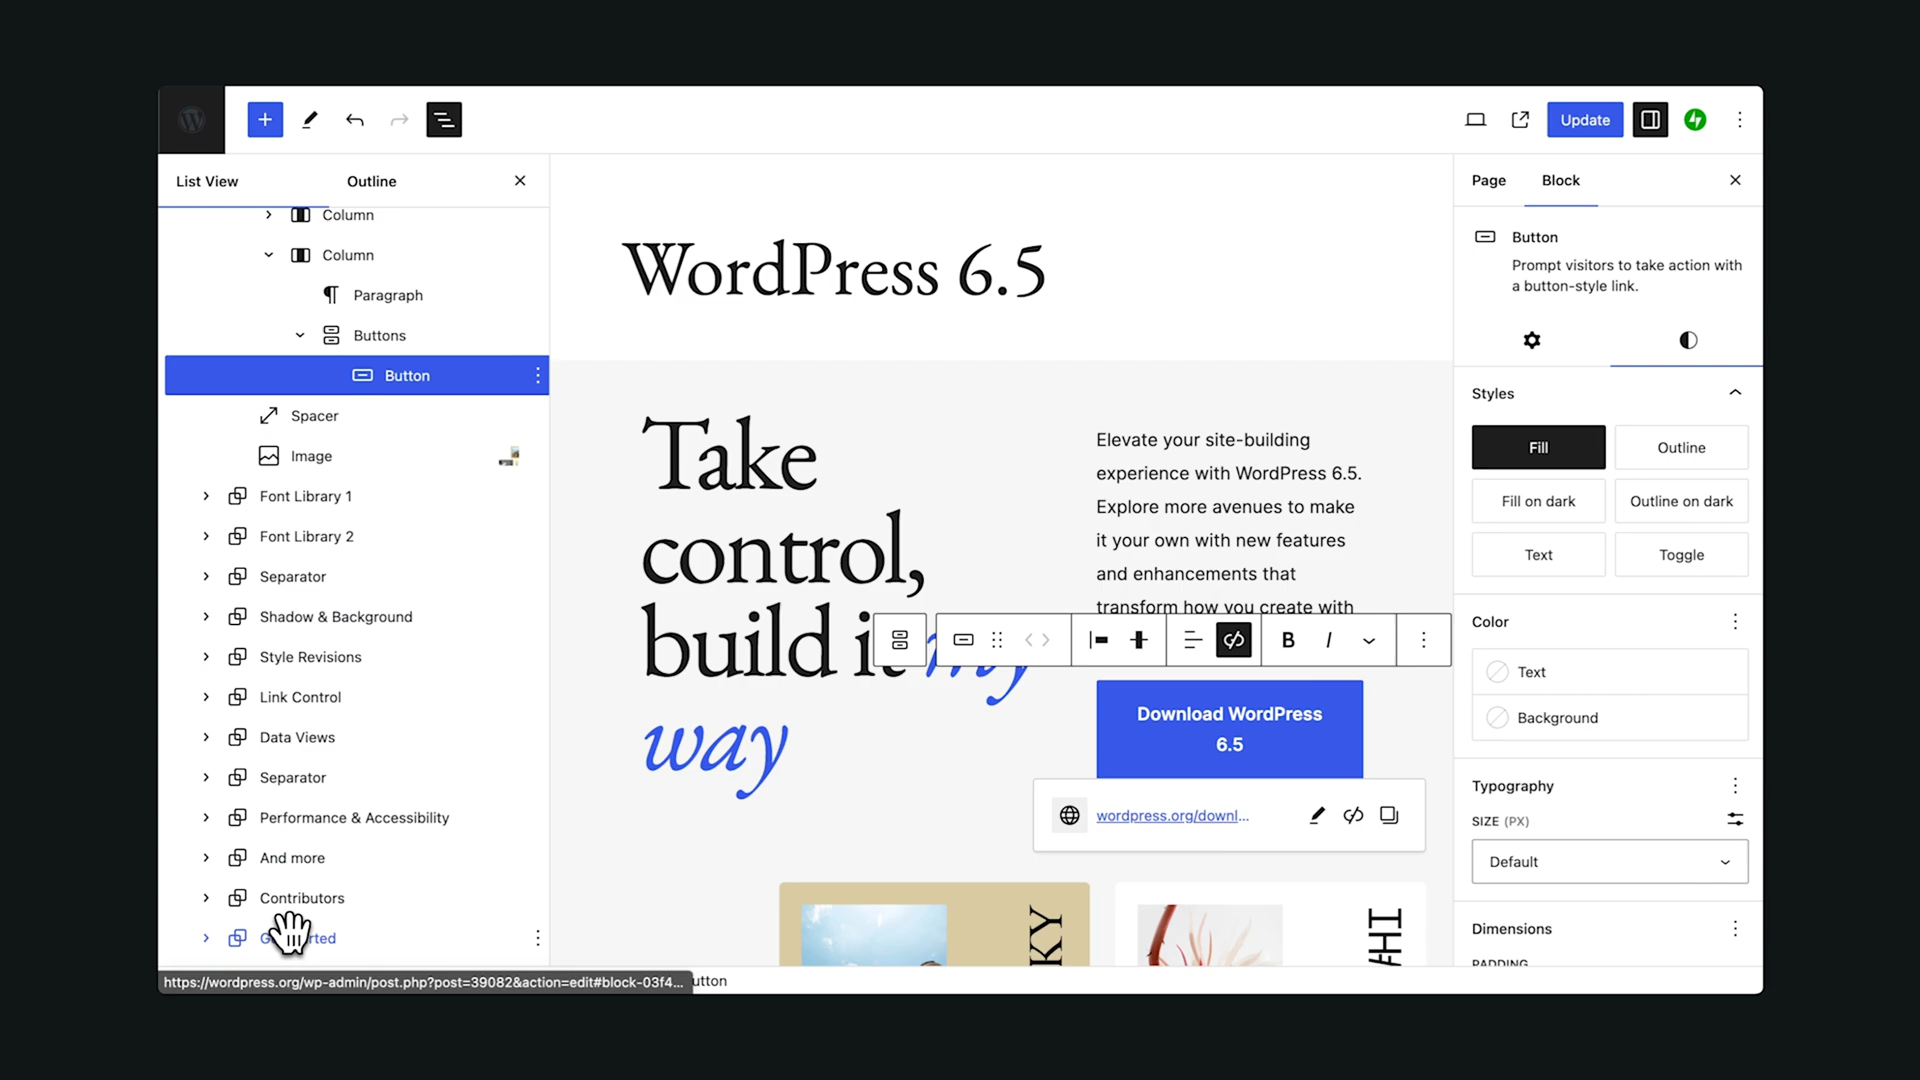 Update
List View
Outline
Column
Column
Paragraph
Buttons
Button
Spacer
Image
Font Library 1
Font Library 2
Separator
Shadow & Background
Style Revisions
Link Control
Data Views
Separator
Performance & Accessibility
And more
Contributors
https://wordpress.org/wp-admin/post.php?post=39082&action=edit#block-03f4...
utton
WordPress 6.5
Take
control,
build it my
way
Elevate your site-building
experience with WordPress 6.5.
Explore more avenues to make
it your own with new features
and enhancements that
transform how you create with
B I
Download WordPress
6.5
wordpress.org/downl...
KY
Page
Block
Button
Prompt visitors to take action with
a button-style link.
Styles
Fill
Outline
Fill on dark
Outline on dark
Text
Toggle
Color
Text
Background
Typography
SIZE (PX)
Default
Dimensions
PADDING